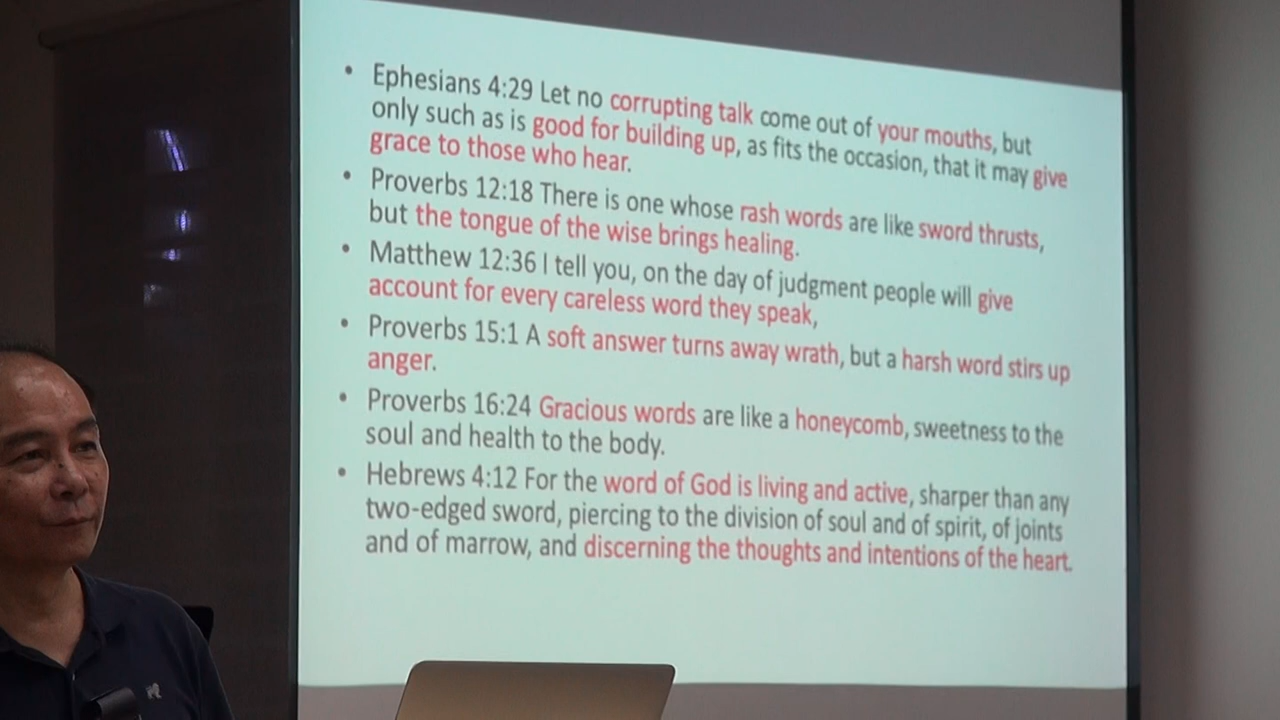 • Ephesians 4:29 Let no corrupting talk come out of your mouths, but
only such as is good for building up, as fits the occasion, that it may give
grace to those who hear.
• Proverbs 12:18 There is one whose rash words are like sword thrusts,
but the tongue of the wise brings healing.
• Matthew 12:36 I tell you, on the day of judgment people will give
account for every careless word they speak,
• Proverbs 15:1 A soft answer turns away wrath, but a harsh word stirs up
anger.
• Proverbs 16:24 Gracious words are like a honeycomb, sweetness to the
soul and health to the body.
• Hebrews 4:12 For the word of God is living and active, sharper than any
two-edged sword, piercing to the division of soul and of spirit, of joints
and of marrow, and discerning the thoughts and intentions of the heart.